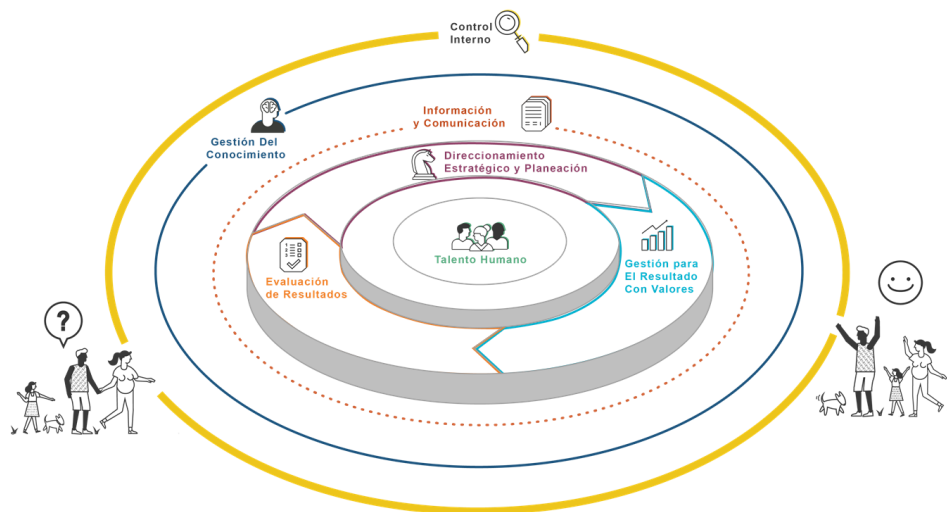 Control
Interno
Gestión Del
Conocimiento
Información
y Comunicación
Direccionamiento
Estratégico y Planeación
Talento Humano
Gestión para
El Resultado
Con Valores
Evaluación
de Resultados
?